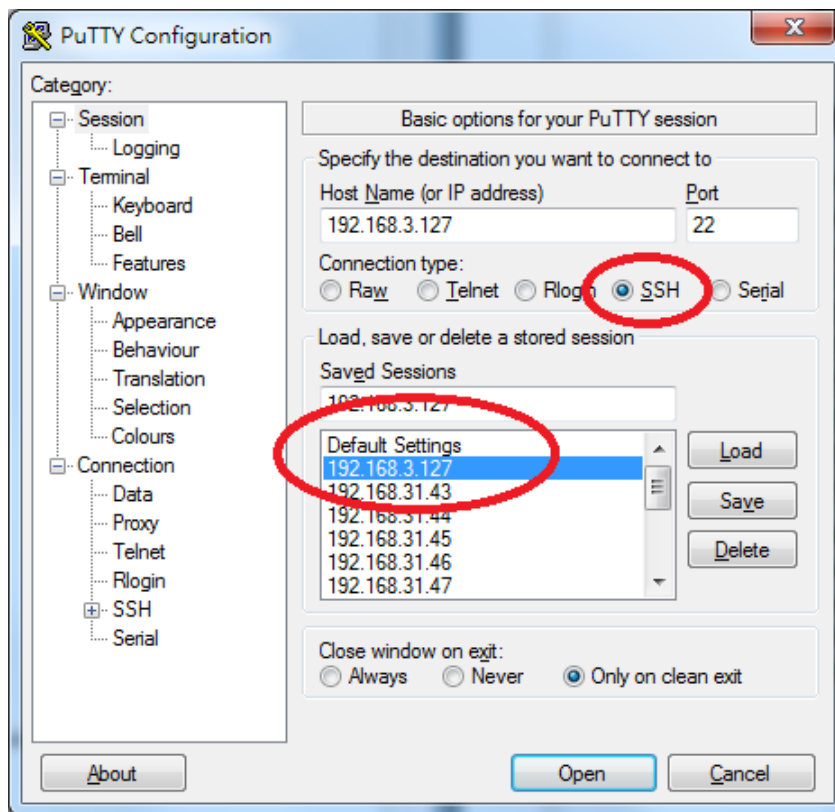 PuTTY Configuration
Category:
Session
Logging
Terminal
Keyboard
Bell
Features
Window
Appearance
Behaviour
Translation
Selection
Colours
Connection
Data
Proxy
Telnet
Rlogin
SSH
Serial
Basic options for your PuTTY session
Specify the destination you want to connect to
Host Name (or IP address) Port
192.168.3.127 22
Connection type:
Raw Telnet Rlogin SSH Serial
Load, save or delete a stored session
Saved Sessions
192.168.3.127
Default Settings
192.168.3.127
192.168.31.43
192.168.31.44
192.168.31.45
192.168.31.46
192.168.31.47
Load
Save
Delete
Close window on exit:
Always Never Only on clean exit
About Open Cancel